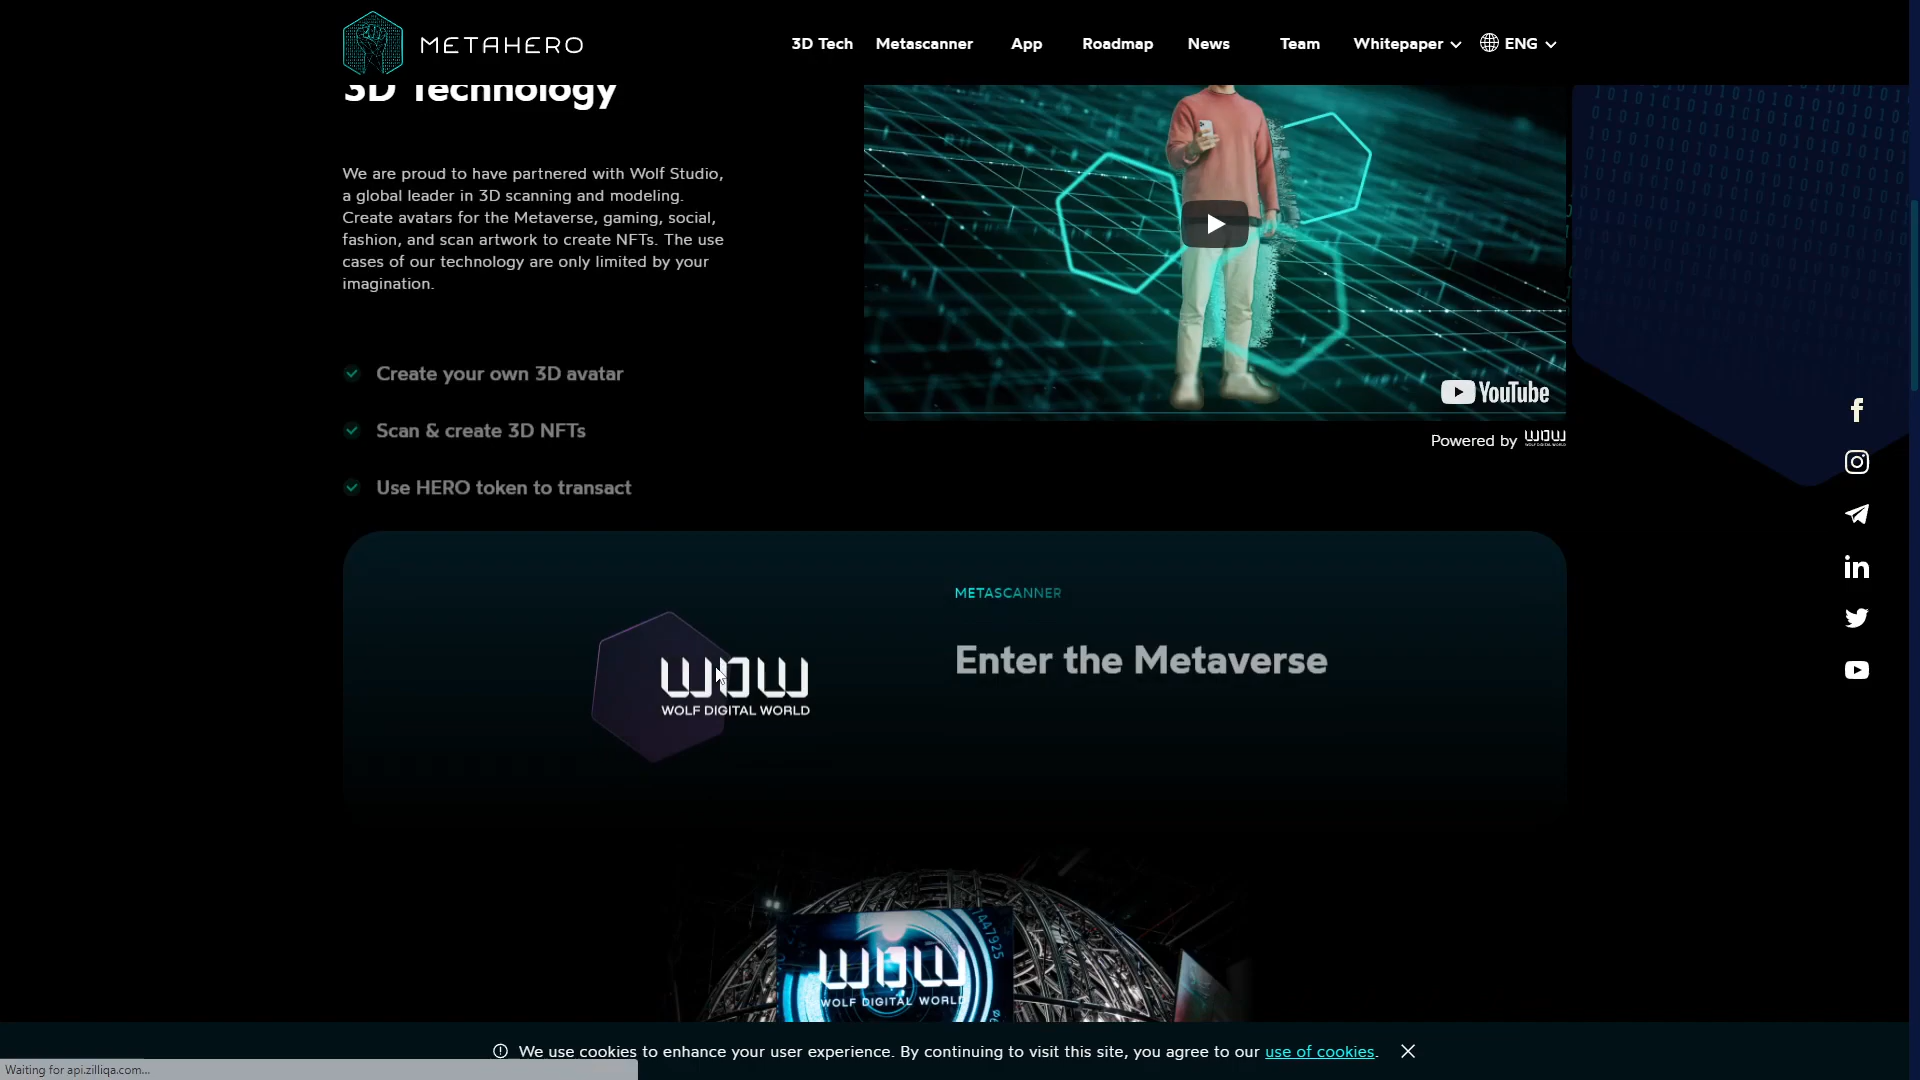 METAHERO
3D Tech
Metascanner
App
Roadmap
News
Team
Whitepaper
ENG
3D Technology
We are proud to have partnered with Wolf Studio,
a global leader in 3D scanning and modeling.
Create avatars for the Metaverse, gaming, social,
fashion, and scan artwork to create NFTs. The use
cases of our technology are only limited by your
imagination.
Create your own 3D avatar
Scan & create 3D NFTs
Use HERO token to transact
YouTube
Powered by WDW
METASCANNER
Enter the Metaverse
WDW
WOLF DIGITAL WORLD
1447925
WDW
WOLF DIGITAL WORLD
We use cookies to enhance your user experience. By continuing to visit this site, you agree to our use of cookies.
Waiting for api.zilliqa.com...